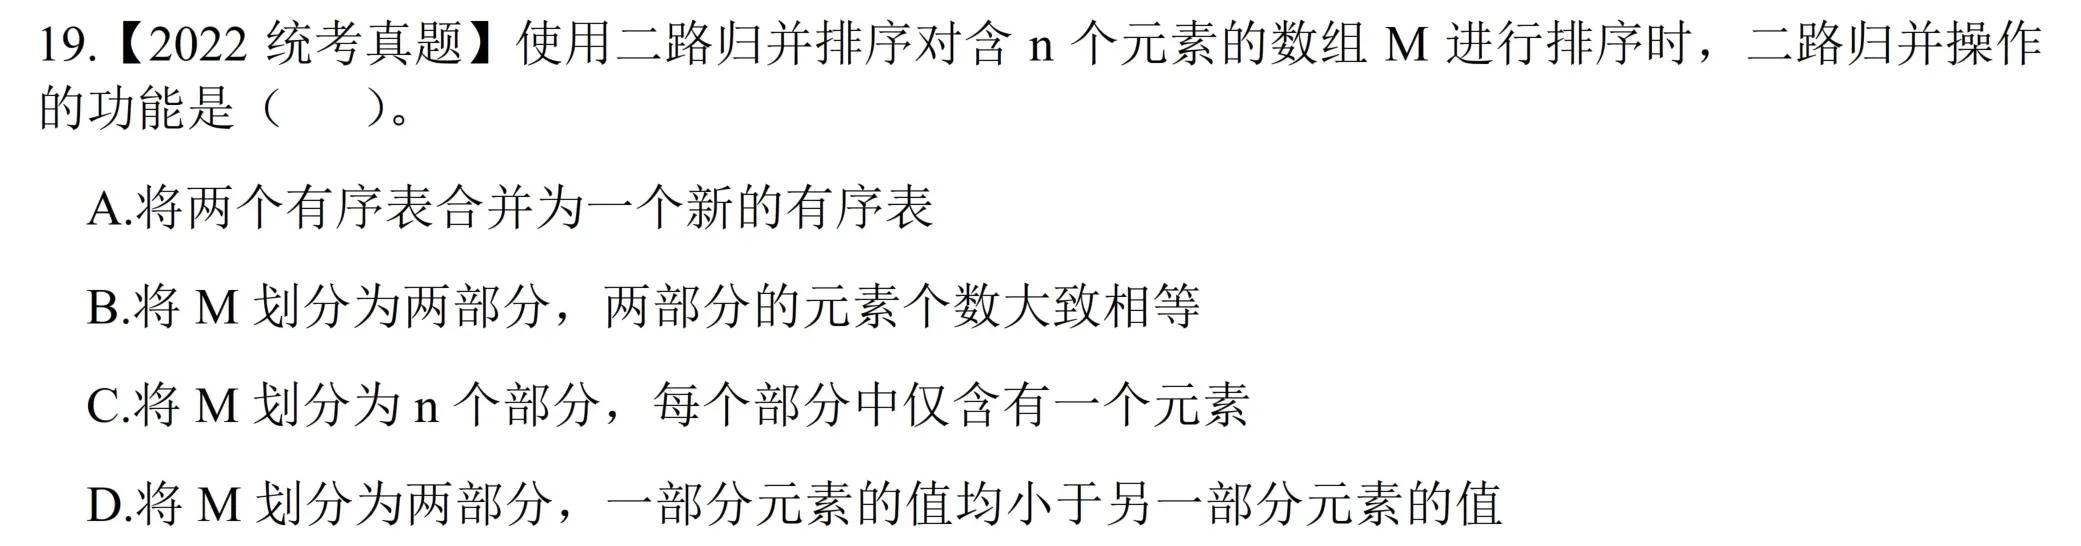 19.【2022 统考真题】使用二路归并排序对含 n 个元素的数组 M 进行排序时，二路归并操作
的功能是（　　）。
A.将两个有序表合并为一个新的有序表
B.将 M 划分为两部分，两部分的元素个数大致相等
C.将 M 划分为 n 个部分，每个部分中仅含有一个元素
D.将 M 划分为两部分，一部分元素的值均小于另一部分元素的值